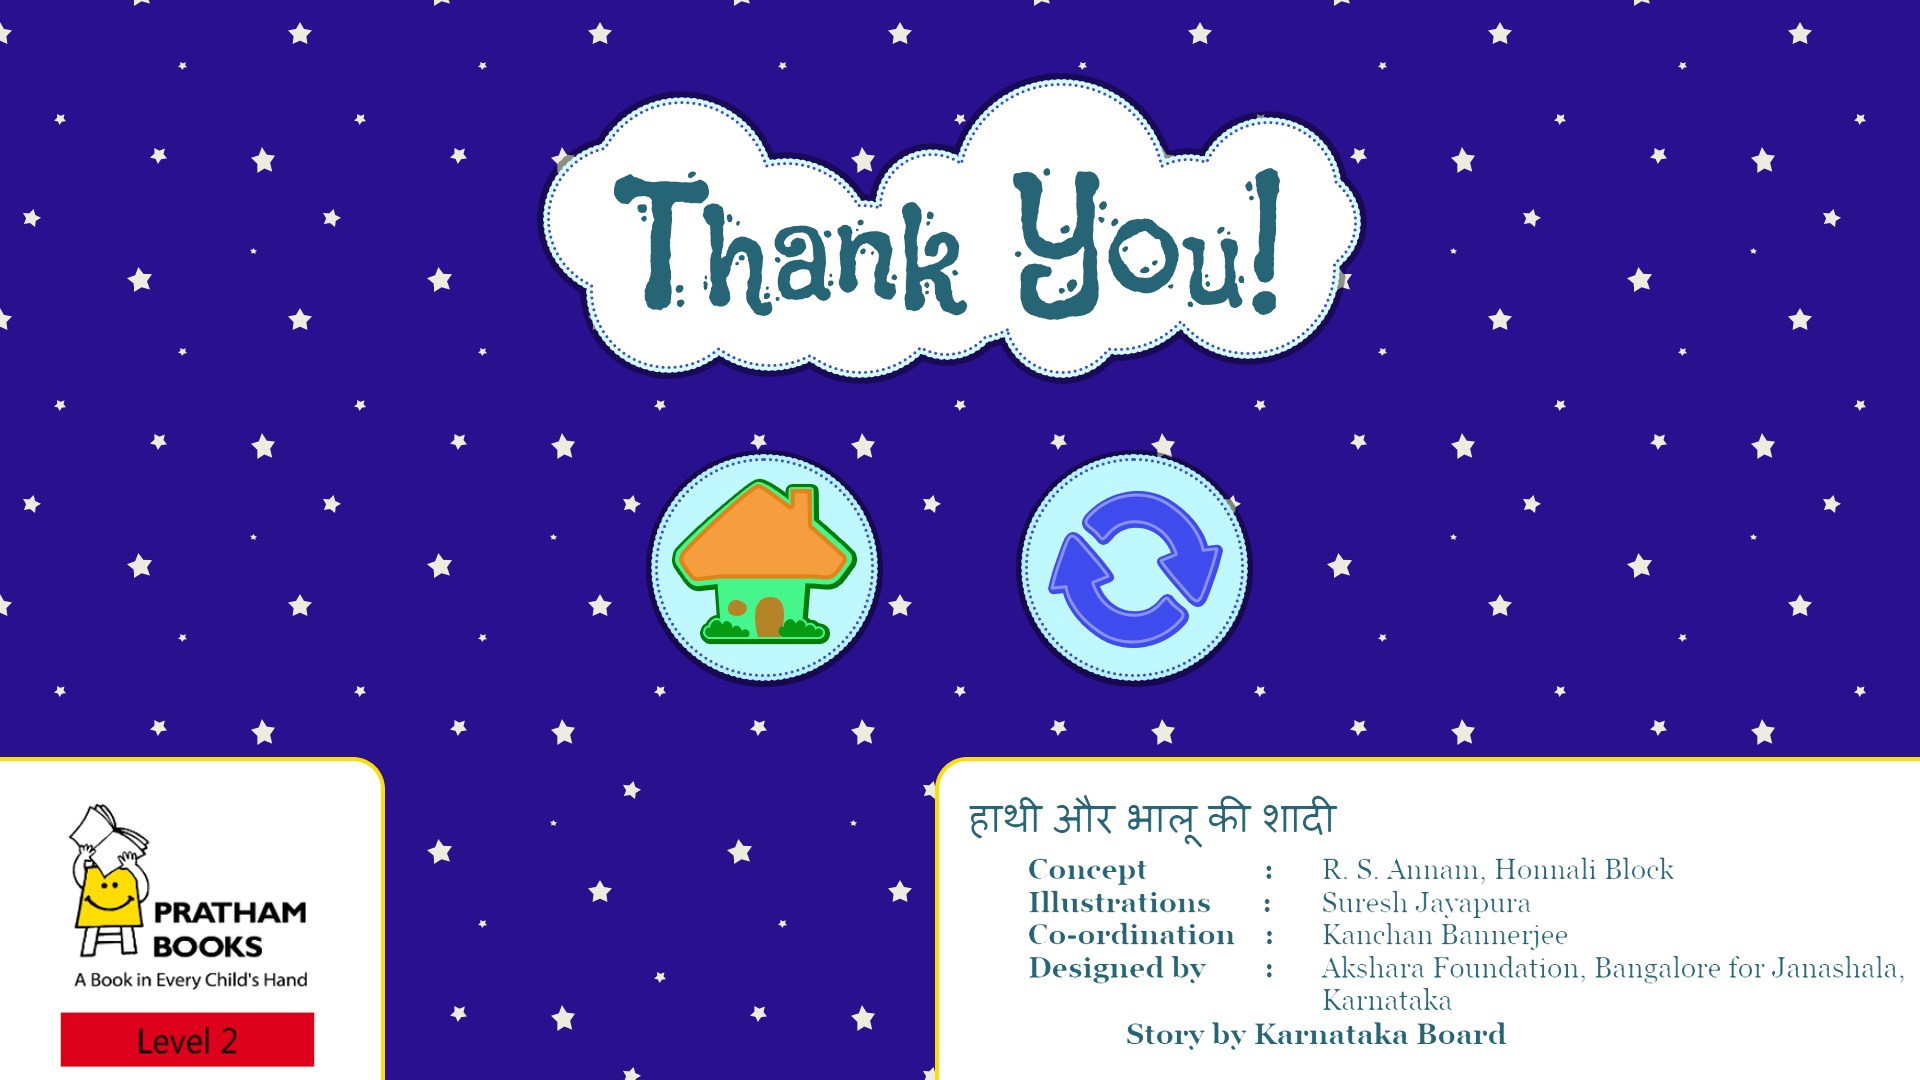 Thank You!
PRATHAM
BOOKS
A Book in Every Child's Hand
Level 2
हाथी और भालू की शादी
Concept : R. S. Annam, Honnali Block
Illustrations : Suresh Jayapura
Co-ordination : Kanchan Bannerjee
Designed by : Akshara Foundation, Bangalore for Janashala,
Karnataka
Story by Karnataka Board